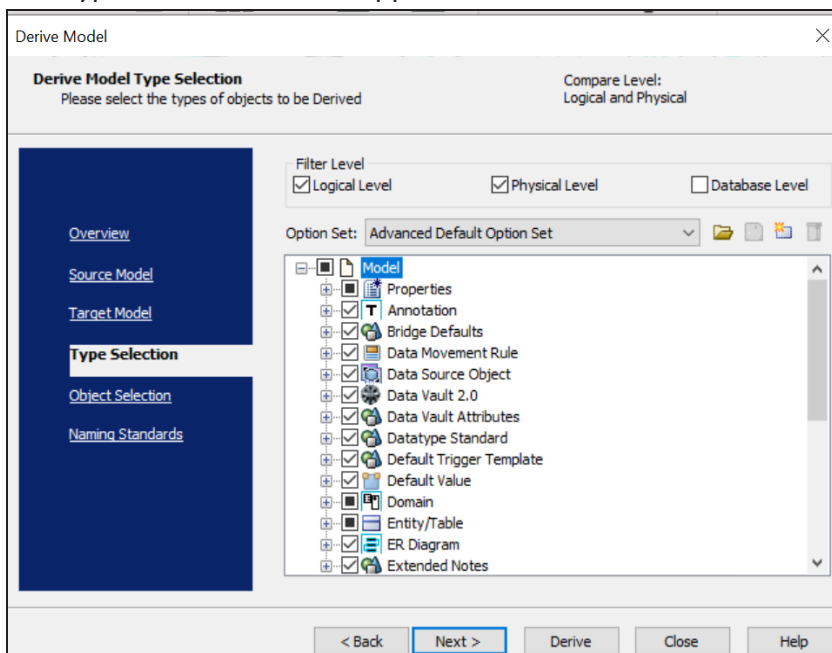 Derive Model
Derive Model Type Selection
Please select the types of objects to be Derived
Compare Level:
Logical and Physical
Overview
Source Model
Target Model
Type Selection
Object Selection
Naming Standards
Filter Level
Logical Level
Physical Level
Database Level
Option Set: Advanced Default Option Set
Model
Properties
T Annotation
Bridge Defaults
Data Movement Rule
Data Source Object
Data Vault 2.0
Data Vault Attributes
Datatype Standard
Default Trigger Template
Default Value
Domain
Entity/Table
ER Diagram
Extended Notes
< Back
Next >
Derive
Close
Help